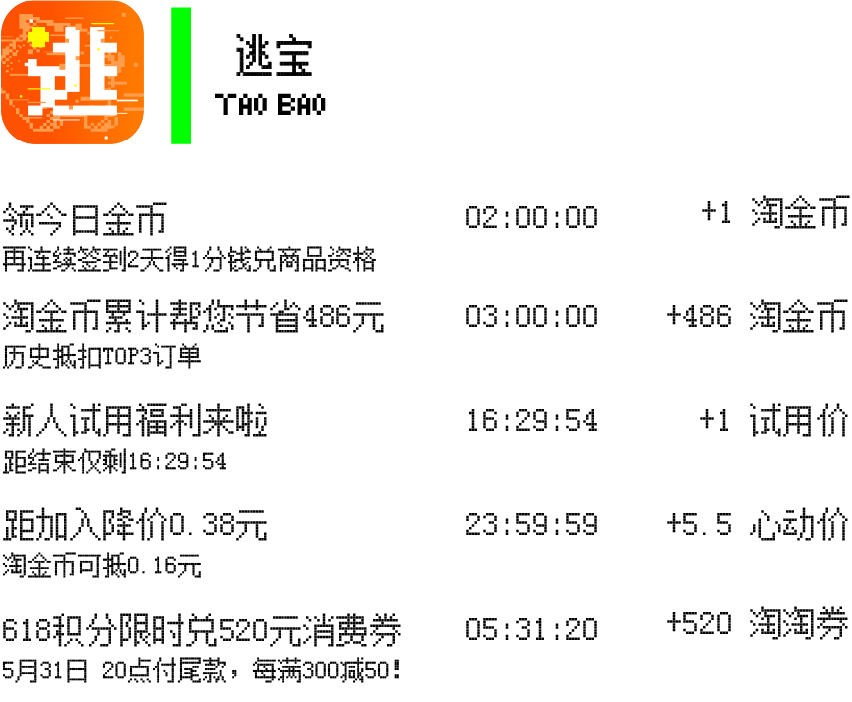 逃
逃宝
TAO BAO
领今日金币 02:00:00 +1 淘金币
再连续签到2天得1分钱兑商品资格
淘金币累计帮您节省486元 03:00:00 +486 淘金币
历史抵扣TOP3订单
新人试用福利来啦 16:29:54 +1 试用价
距结束仅剩16:29:54
距加入降价0.38元 23:59:59 +5.5 心动价
淘金币可抵0.16元
618积分限时兑520元消费券 05:31:20 +520 淘淘券
5月31日 20点付尾款，每满300减50！